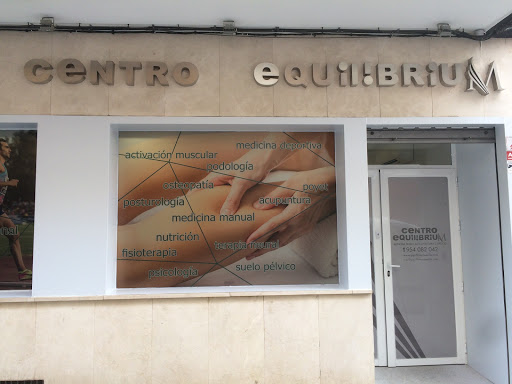 CENTRO EQUILIBRIUM
medicina deportiva
activación muscular
podología
osteopatía
posturología
acupuntura
medicina manual
nutrición
terapia neural
fisioterapia
psicología
suelo pélvico
CENTRO
EQUILIBRIUM